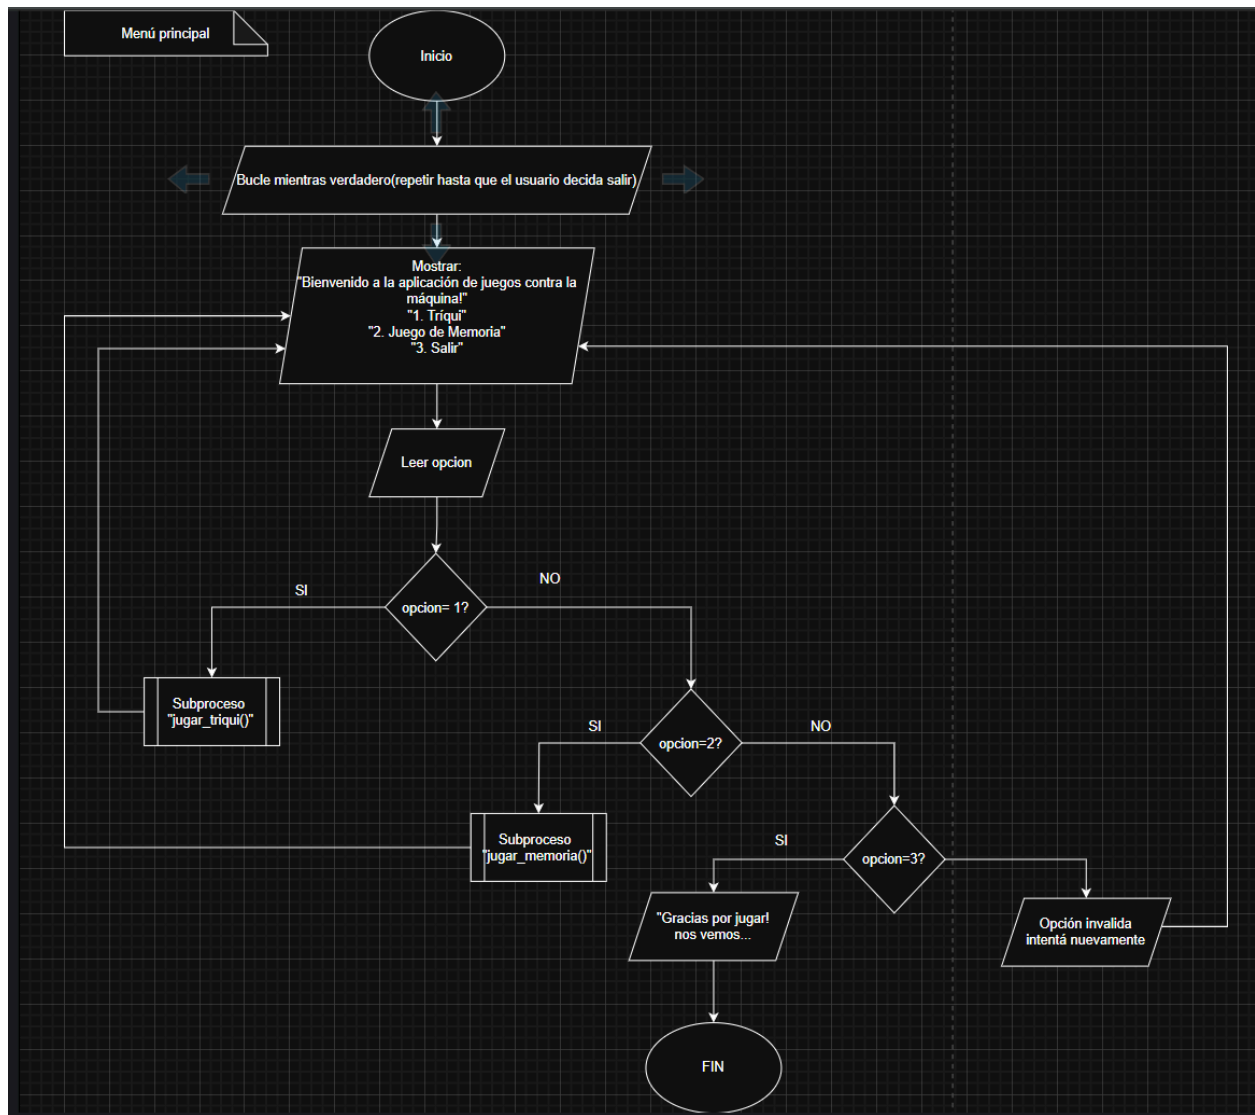 Menú principal
Inicio
Bucle mientras verdadero(repetir hasta que el usuario decida salir)
Mostrar:
"Bienvenido a la aplicación de juegos contra la
máquina!"
"1. Tríqui"
"2. Juego de Memoria"
"3. Salir"
Leer opcion
SI
NO
opcion= 1?
Subproceso
"jugar_triqui()"
SI
NO
opcion=2?
Subproceso
"jugar_memoria()"
SI
opcion=3?
"Gracias por jugar!
nos vemos...
Opción invalida
intentá nuevamente
FIN